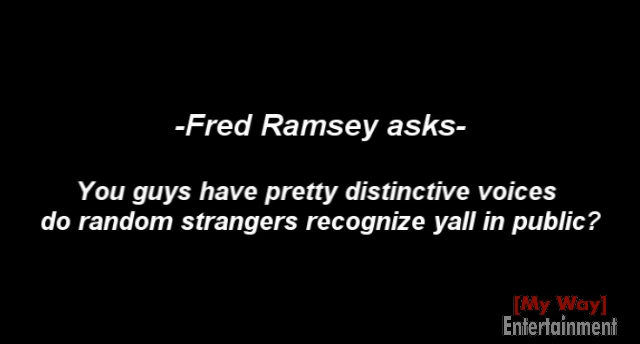 -Fred Ramsey asks-
You guys have pretty distinctive voices
do random strangers recognize yall in public?
[My Way]
Entertainment